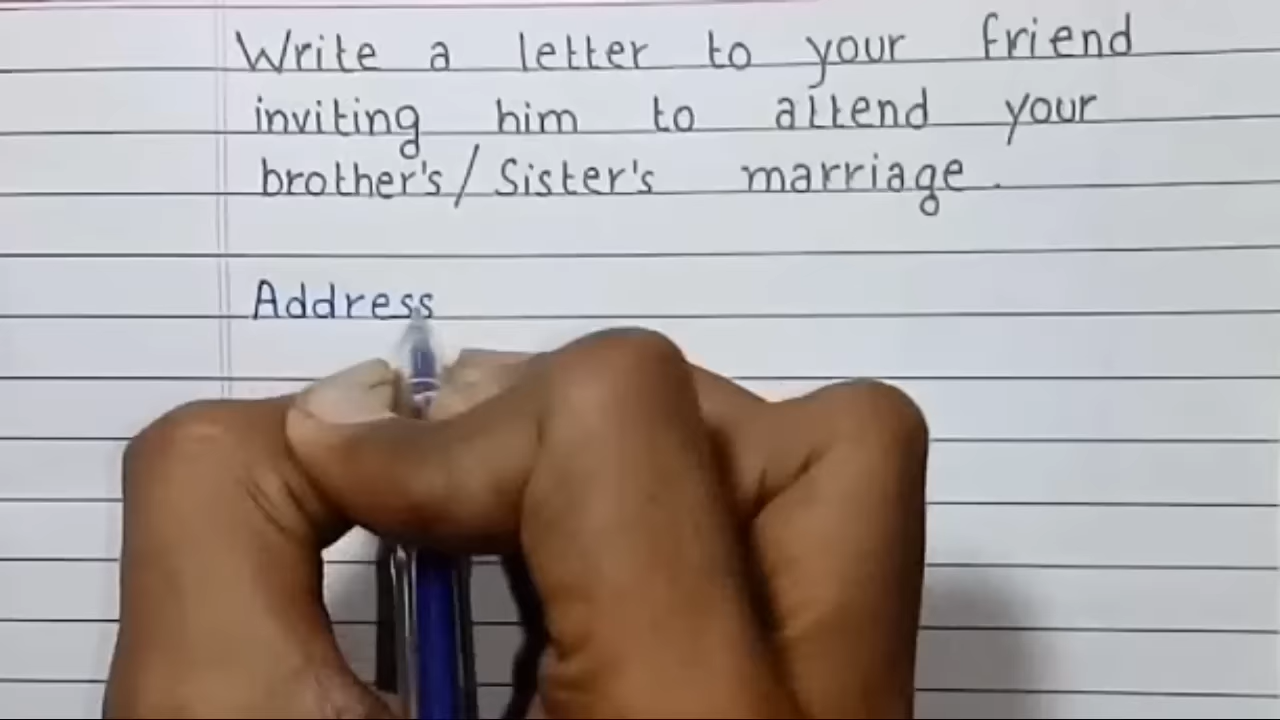 Write a letter to your friend
inviting him to attend your
brother's/Sister's marriage.
Address